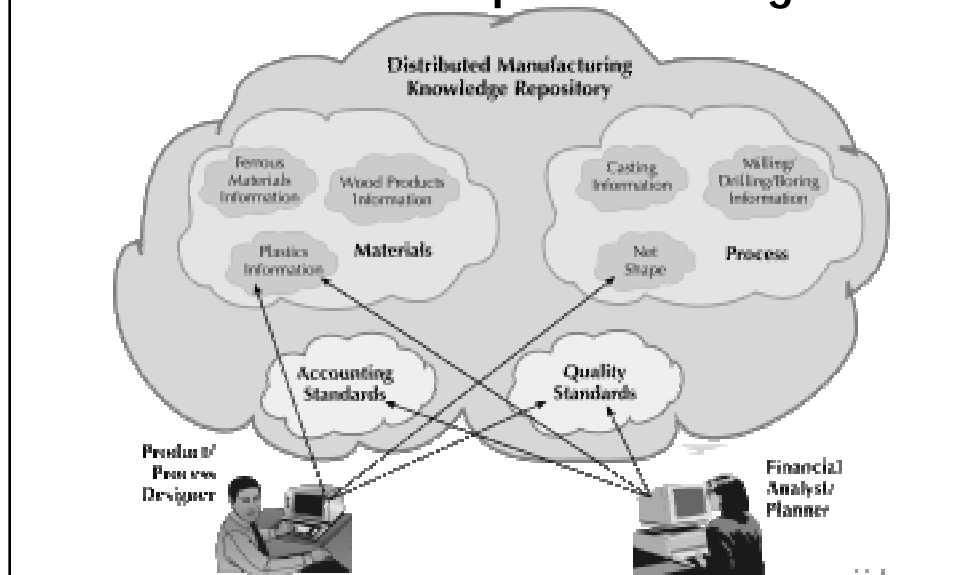 Distributed Manufacturing
Knowledge Repository
Ferrous
Materials
Information
Wood Products
Information
Plastics
Information
Materials
Casting
Information
Milling/
Drilling/Boring
Information
Net
Shape
Process
Accounting
Standards
Quality
Standards
Product/
Process
Designer
Financial
Analyst/
Planner